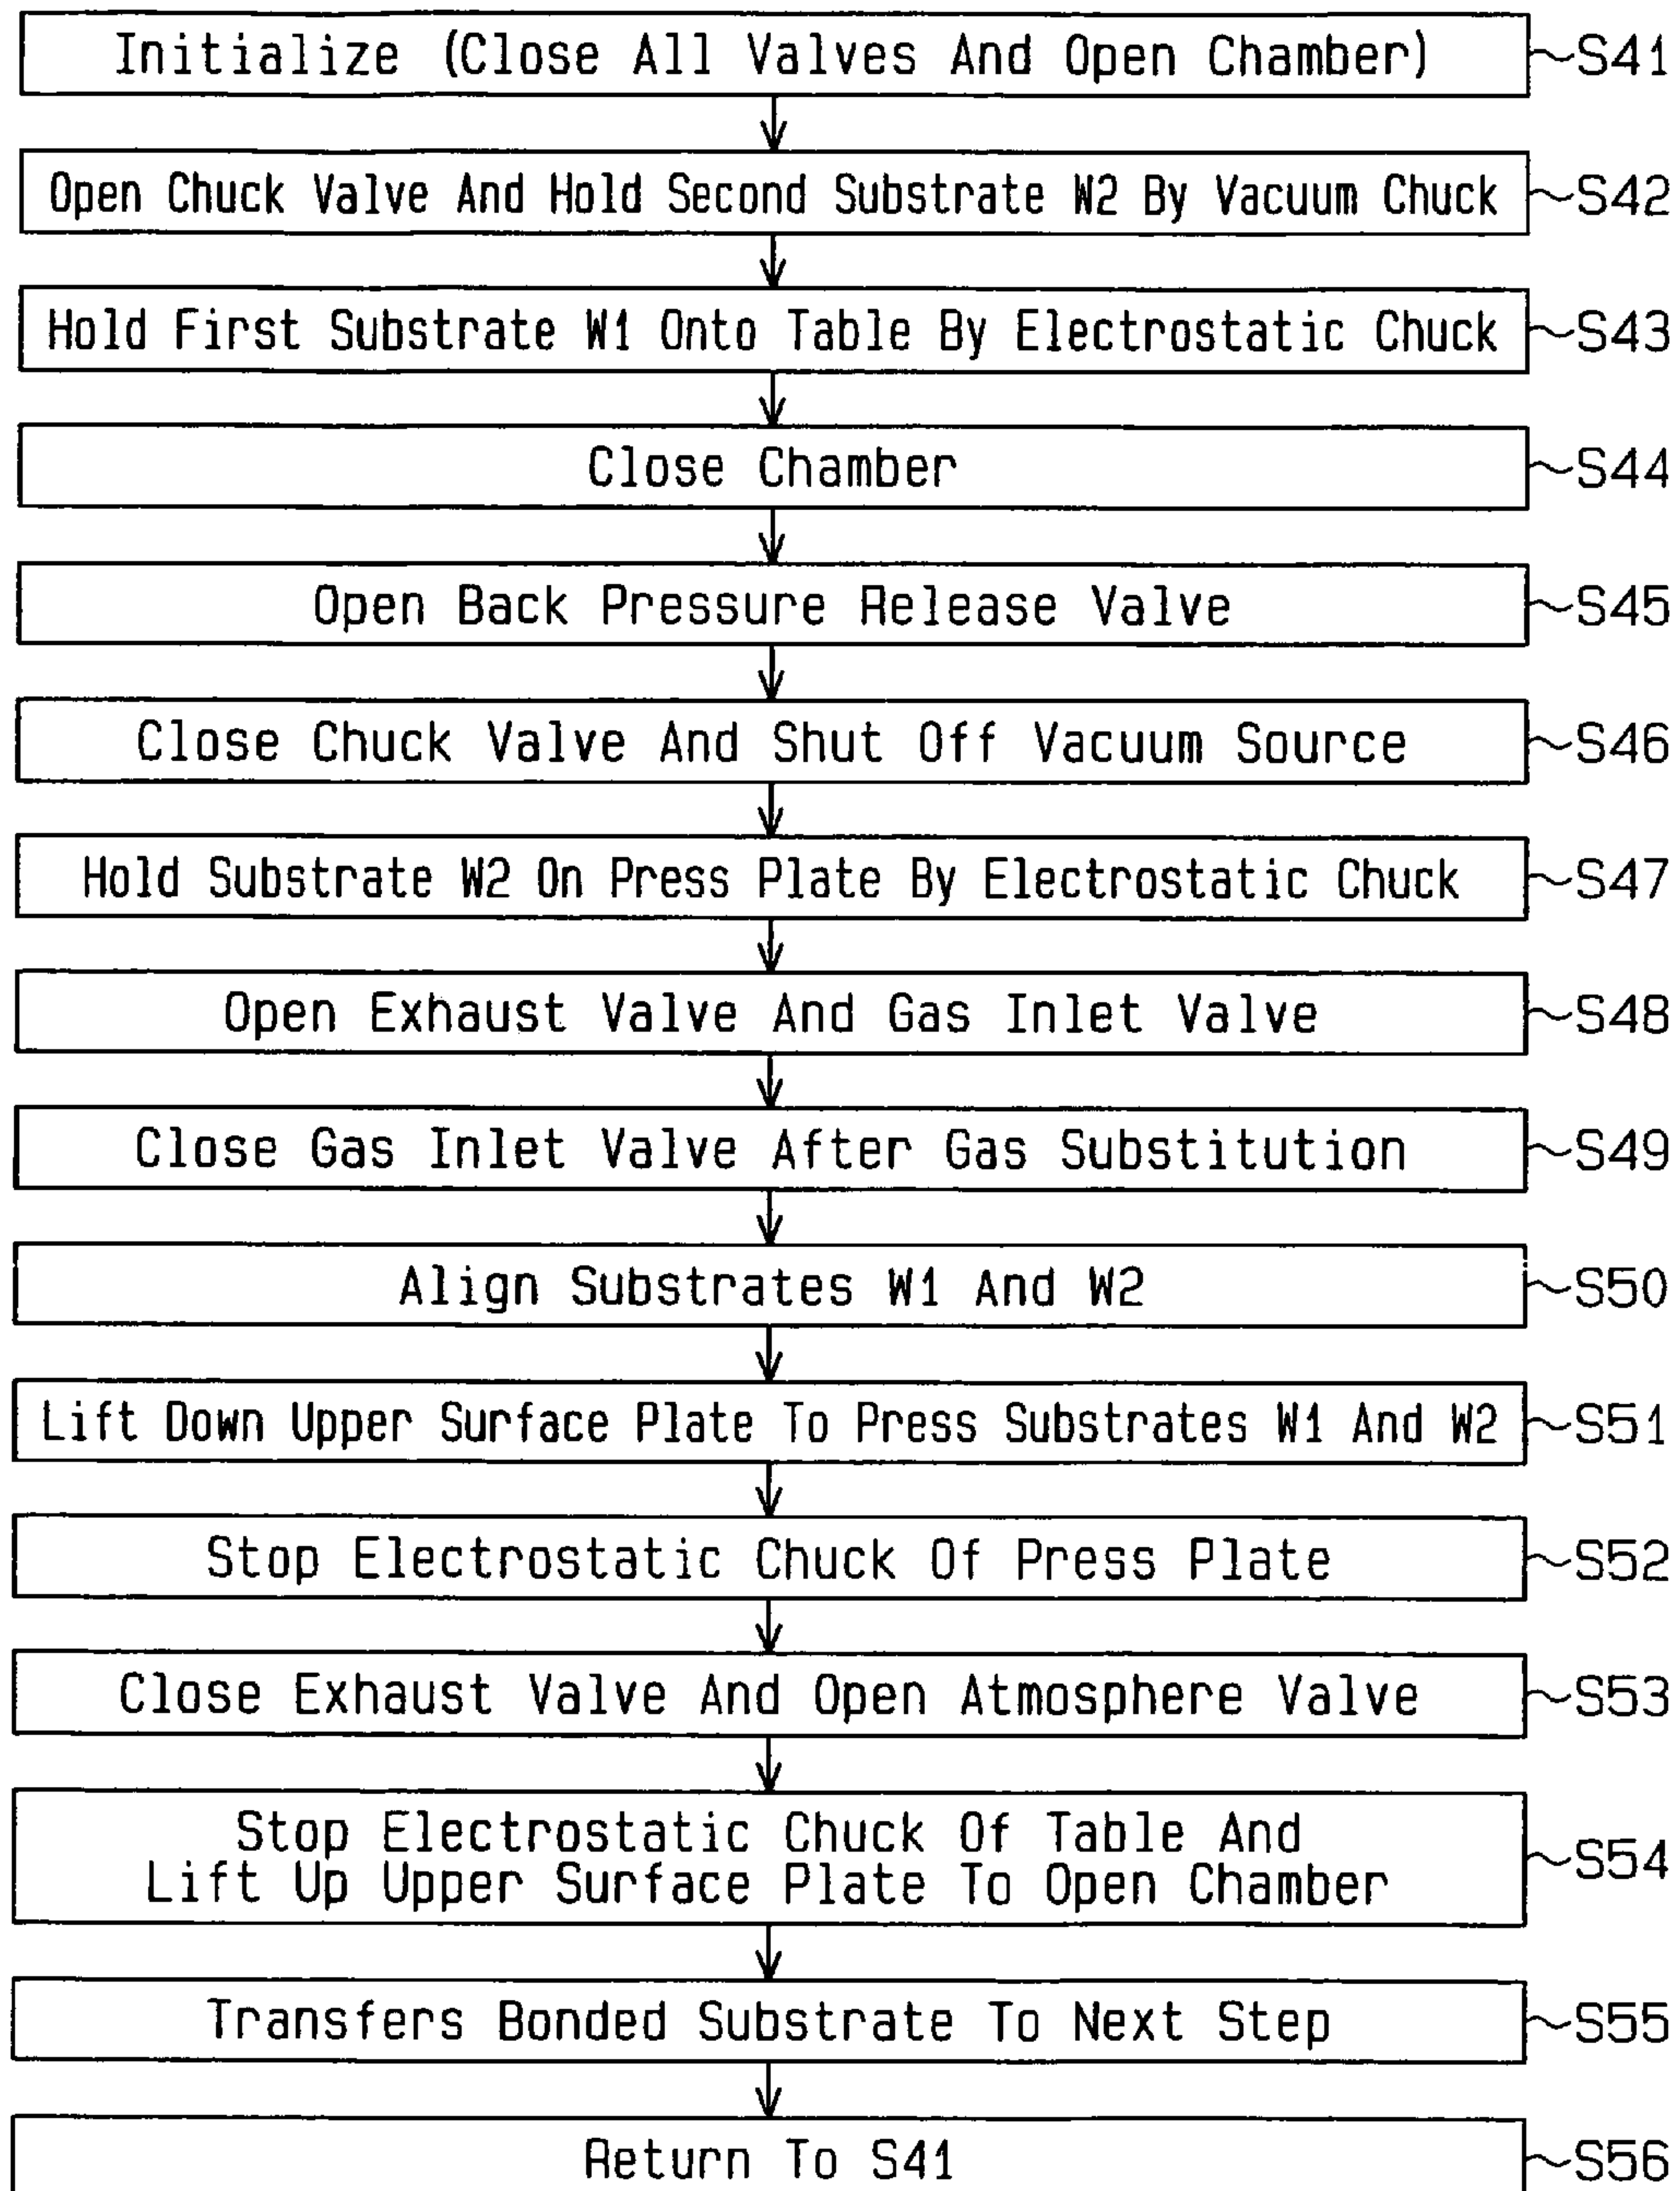 Initialize (Close All Valves And Open Chamber) S41
Open Chuck Valve And Hold Second Substrate W2 By Vacuum Chuck S42
Hold First Substrate W1 Onto Table By Electrostatic Chuck S43
Close Chamber S44
Open Back Pressure Release Valve S45
Close Chuck Valve And Shut Off Vacuum Source S46
Hold Substrate W2 On Press Plate By Electrostatic Chuck S47
Open Exhaust Valve And Gas Inlet Valve S48
Close Gas Inlet Valve After Gas Substitution S49
Align Substrates W1 And W2 S50
Lift Down Upper Surface Plate To Press Substrates W1 And W2 S51
Stop Electrostatic Chuck Of Press Plate S52
Close Exhaust Valve And Open Atmosphere Valve S53
Stop Electrostatic Chuck Of Table And
Lift Up Upper Surface Plate To Open Chamber S54
Transfers Bonded Substrate To Next Step S55
Return To S41 S56